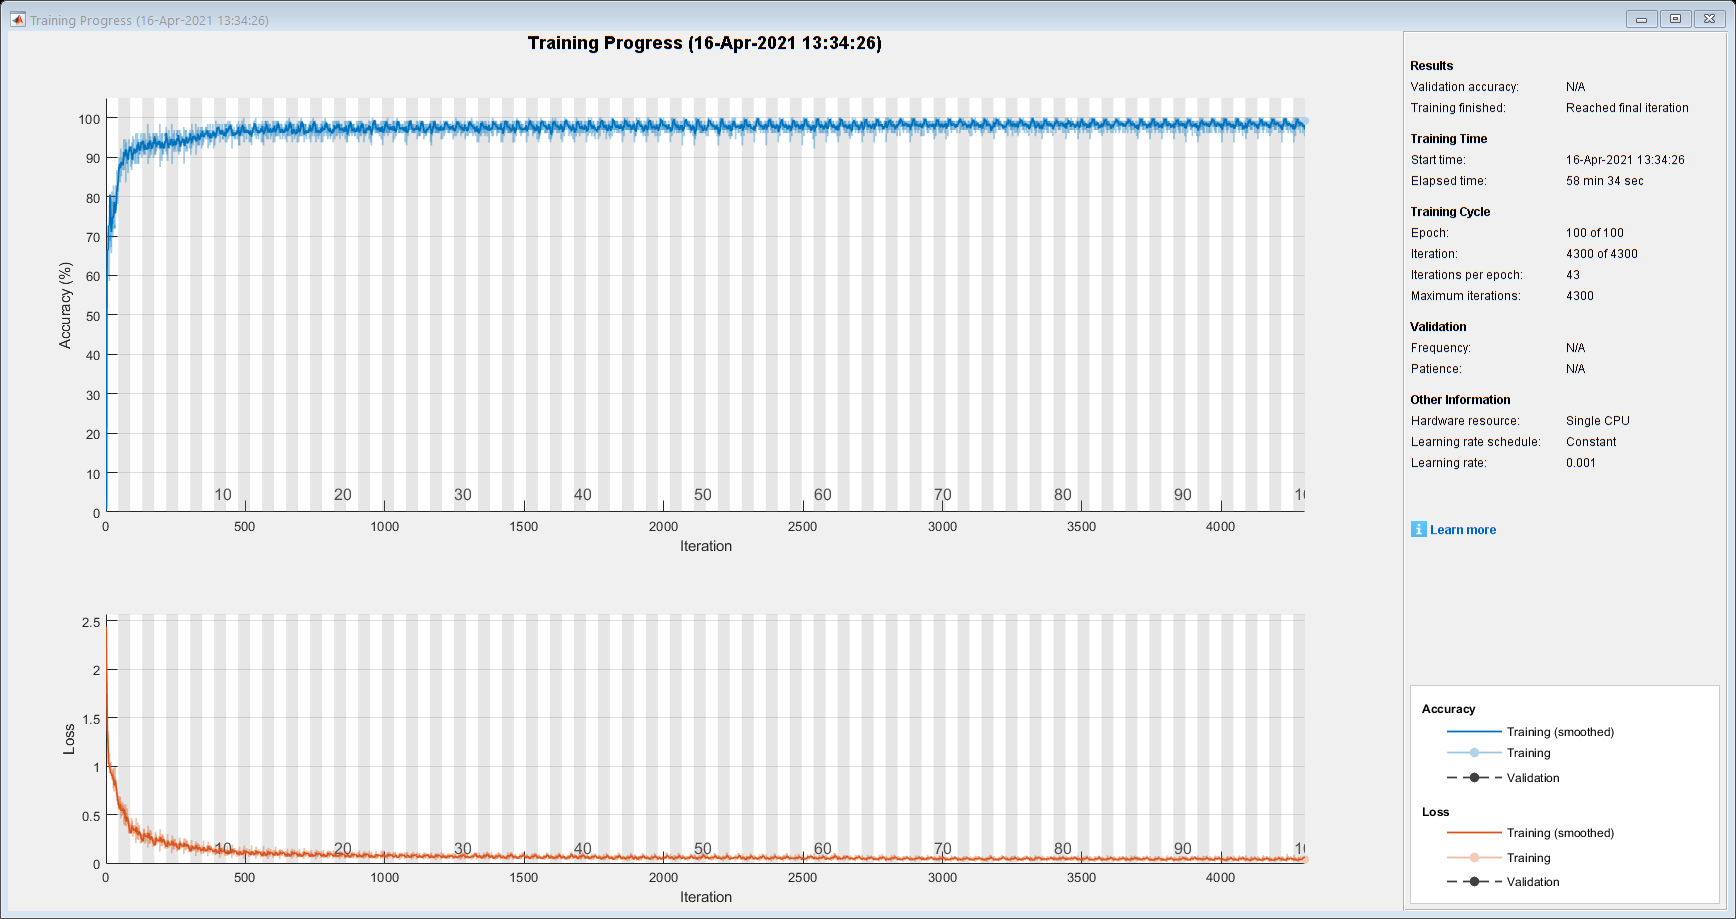 Training Progress (16-Apr-2021 13:34:26)
Training Progress (16-Apr-2021 13:34:26)
Accuracy (%)
100
90
80
70
60
50
40
30
20
10
0
10 20 30 40 50 60 70 80 90 10
0 500 1000 1500 2000 2500 3000 3500 4000
Iteration
Loss
2.5
2
1.5
1
0.5
0
10 20 30 40 50 60 70 80 90 10
0 500 1000 1500 2000 2500 3000 3500 4000
Iteration
Results
Validation accuracy: N/A
Training finished: Reached final iteration
Training Time
Start time: 16-Apr-2021 13:34:26
Elapsed time: 58 min 34 sec
Training Cycle
Epoch: 100 of 100
Iteration: 4300 of 4300
Iterations per epoch: 43
Maximum iterations: 4300
Validation
Frequency: N/A
Patience: N/A
Other Information
Hardware resource: Single CPU
Learning rate schedule: Constant
Learning rate: 0.001
i Learn more
Accuracy
Training (smoothed)
Training
Validation
Loss
Training (smoothed)
Training
Validation